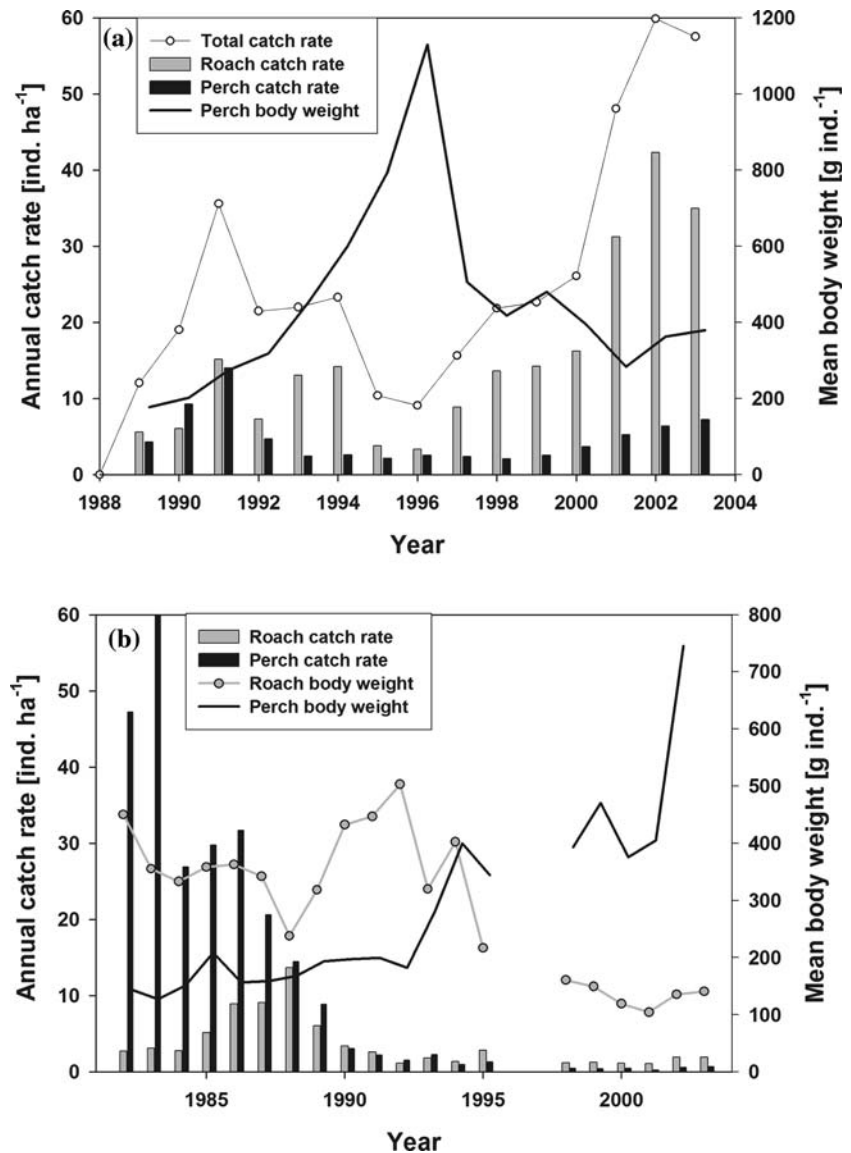 (a)
Total catch rate
Roach catch rate
Perch catch rate
Perch body weight
Annual catch rate [ind. ha⁻¹]
60
50
40
30
20
10
0
Mean body weight [g ind.⁻¹]
1200
1000
800
600
400
200
0
1988 1990 1992 1994 1996 1998 2000 2002 2004
Year
(b)
Roach catch rate
Perch catch rate
Roach body weight
Perch body weight
Annual catch rate [ind. ha⁻¹]
60
50
40
30
20
10
0
Mean body weight [g ind.⁻¹]
800
700
600
500
400
300
200
100
0
1985 1990 1995 2000
Year